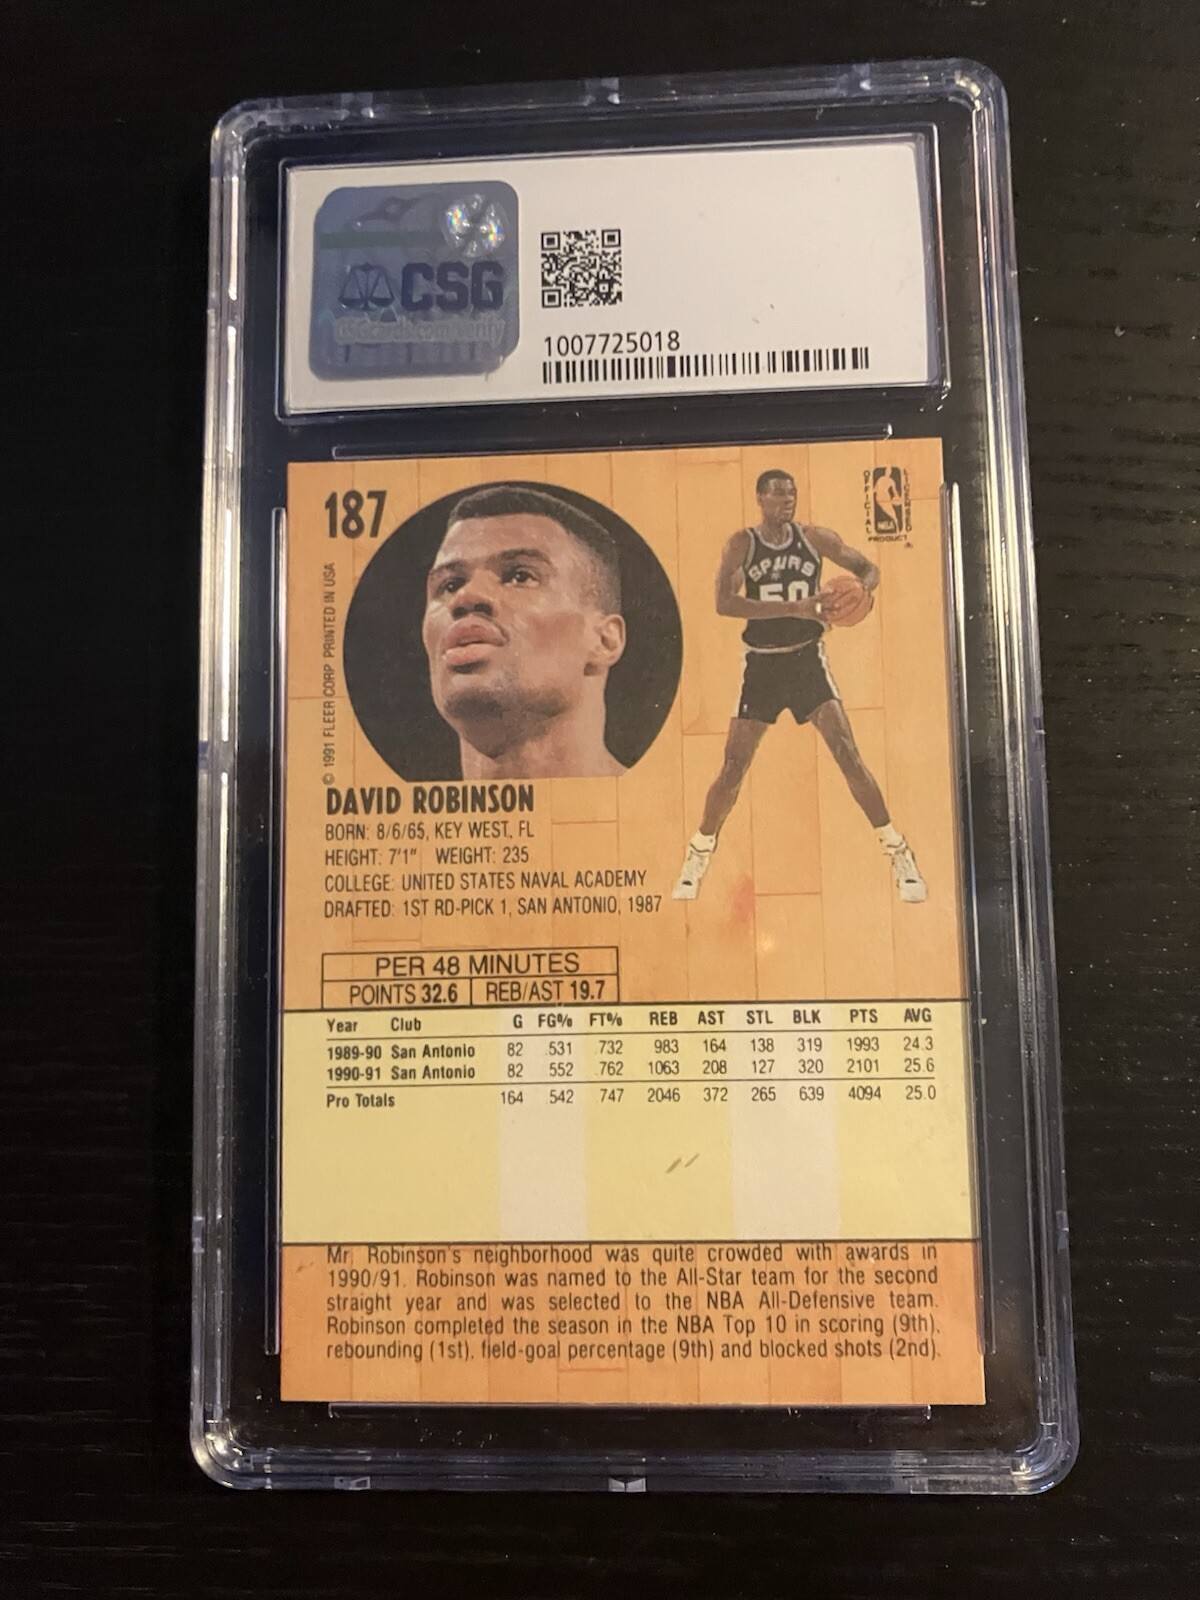 CSG
CSGcards.com/verify
1007725018
187
OFFICIAL LICENSED
NBA
PRODUCT
®
SPURS
50
© 1991 FLEER CORP PRINTED IN USA
DAVID ROBINSON
BORN: 8/6/65, KEY WEST, FL
HEIGHT: 7'1" WEIGHT: 235
COLLEGE: UNITED STATES NAVAL ACADEMY
DRAFTED: 1ST RD-PICK 1, SAN ANTONIO, 1987
PER 48 MINUTES
POINTS 32.6 REB/AST 19.7
Year Club G FG% FT% REB AST STL BLK PTS AVG
1989-90 San Antonio 82 .531 .732 983 164 138 319 1993 24.3
1990-91 San Antonio 82 .552 .762 1063 208 127 320 2101 25.6
Pro Totals 164 .542 .747 2046 372 265 639 4094 25.0
Mr. Robinson's neighborhood was quite crowded with awards in
1990/91. Robinson was named to the All-Star team for the second
straight year and was selected to the NBA All-Defensive team.
Robinson completed the season in the NBA Top 10 in scoring (9th),
rebounding (1st), field-goal percentage (9th) and blocked shots (2nd).